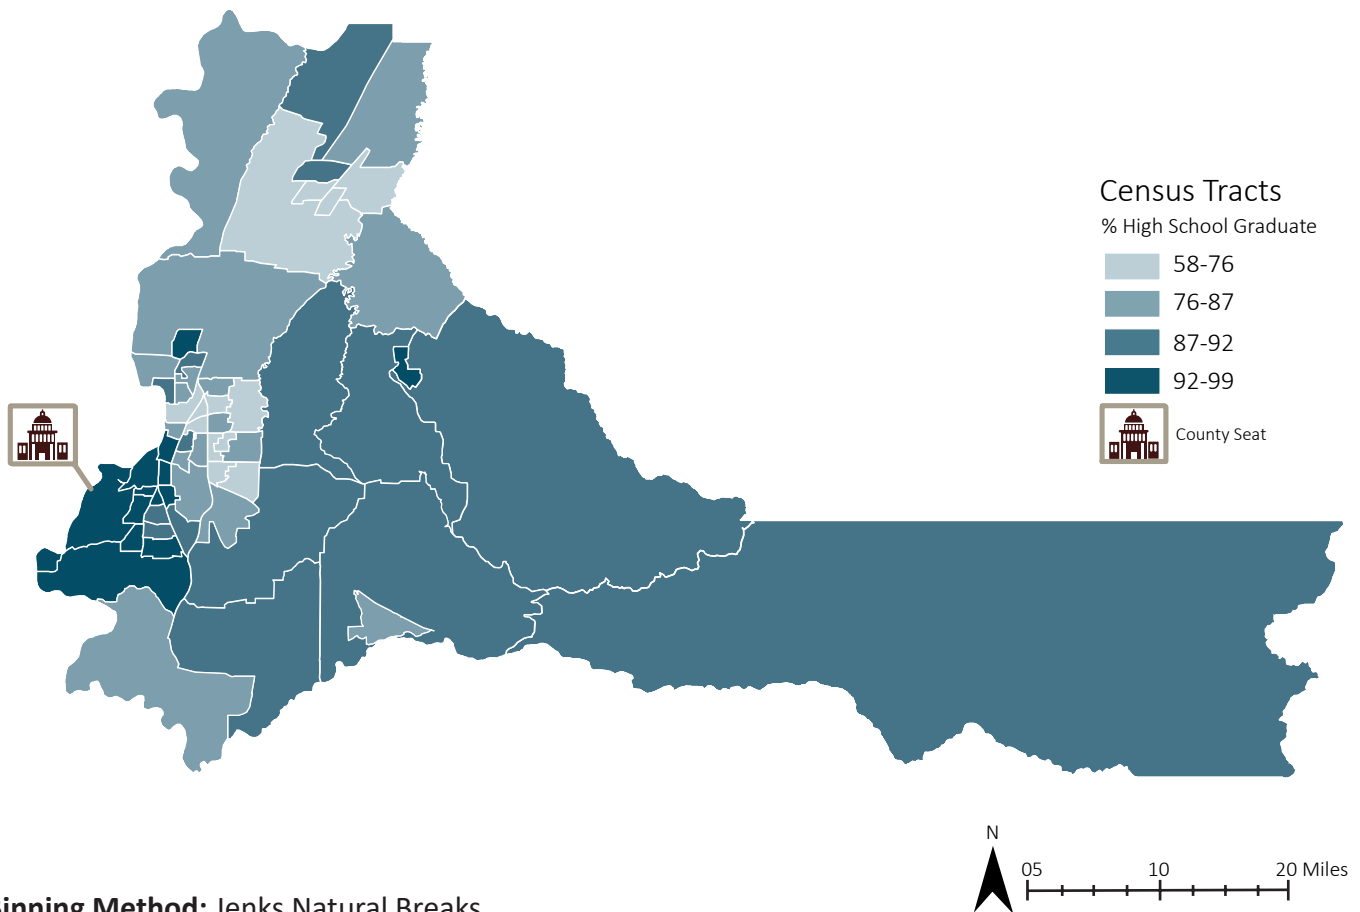 Census Tracts
% High School Graduate
58-76
76-87
87-92
92-99
County Seat
N
05 10 20 Miles
Method: Jenks Natural Breaks